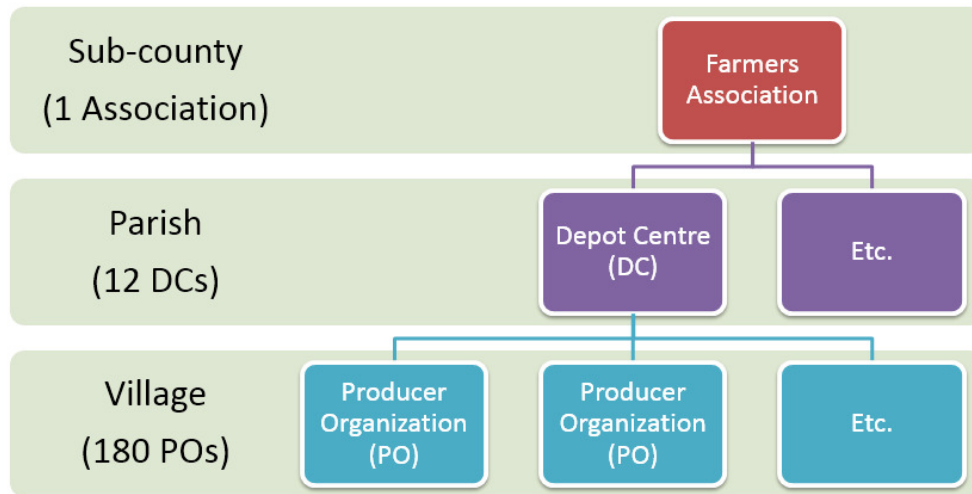 Sub-county
(1 Association)
Farmers
Association
Parish
(12 DCs)
Depot Centre
(DC)
Etc.
Village
(180 POs)
Producer
Organization
(PO)
Producer
Organization
(PO)
Etc.